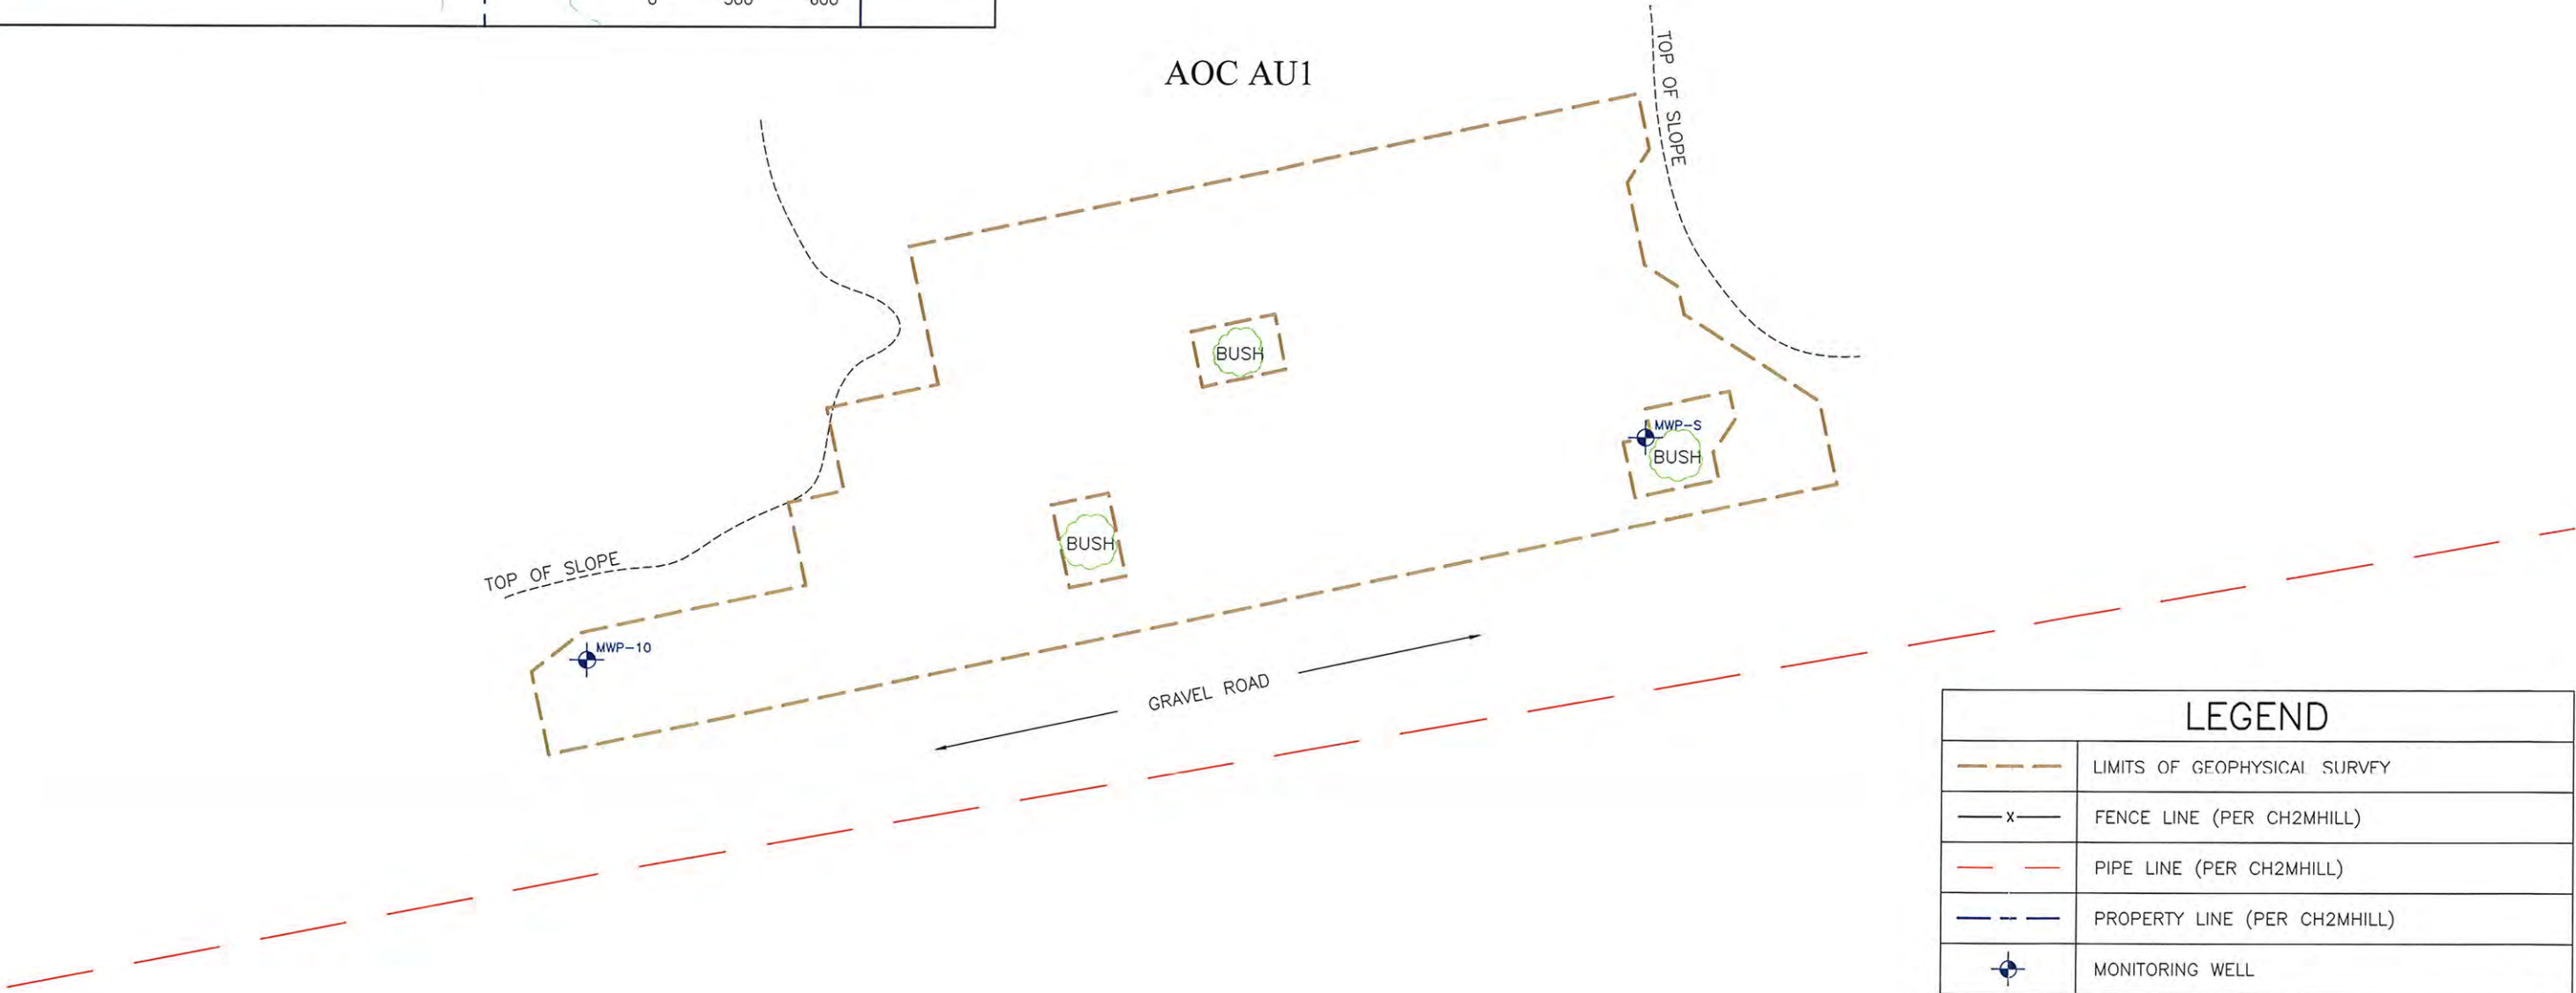 AOC AU1
TOP OF SLOPE
BUSH
MWP-S
BUSH
BUSH
TOP OF SLOPE
MWP-10
GRAVEL ROAD
LEGEND
LIMITS OF GEOPHYSICAL SURVEY
X
FENCE LINE (PER CH2MHILL)
PIPE LINE (PER CH2MHILL)
PROPERTY LINE (PER CH2MHILL)
MONITORING WELL